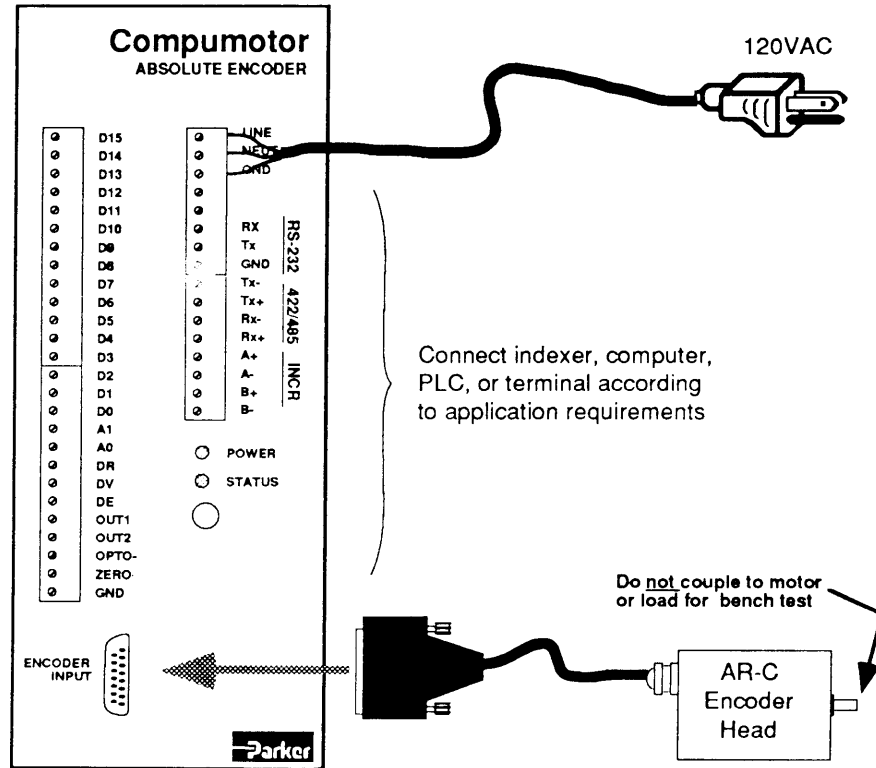 Compumotor
ABSOLUTE ENCODER
120VAC
D15
D14
D13
D12
D11
D10
D9
D8
D7
D6
D5
D4
D3
D2
D1
D0
A1
A0
DR
DV
DE
OUT1
OUT2
OPTO-
ZERO-
GND
LINE
GND
RX
Tx
GND
Tx-
Tx+
Rx-
Rx+
A+
A-
B+
B-
RS-232
422/485
INCR
POWER
STATUS
Connect indexer, computer,
PLC, or terminal according
to application requirements
Do not couple to motor
or load for bench test
ENCODER
INPUT
AR-C
Encoder
Head
Parker